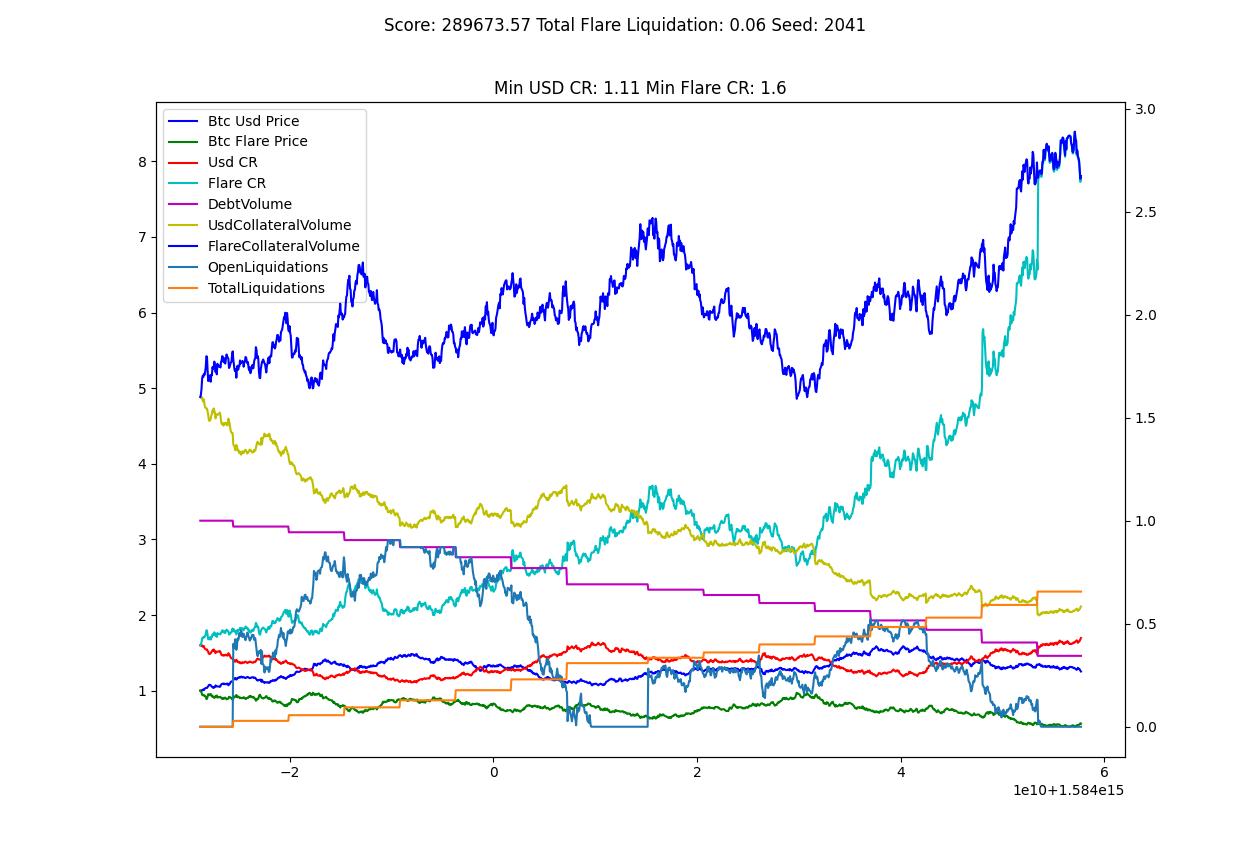 Score: 289673.57 Total Flare Liquidation: 0.06 Seed: 2041
Min USD CR: 1.11 Min Flare CR: 1.6
Btc Usd Price
Btc Flare Price
Usd CR
Flare CR
DebtVolume
UsdCollateralVolume
FlareCollateralVolume
OpenLiquidations
TotalLiquidations
8
7
6
5
4
3
2
1
3.0
2.5
2.0
1.5
1.0
0.5
0.0
−2 0 2 4 6
1e10+1.584e15